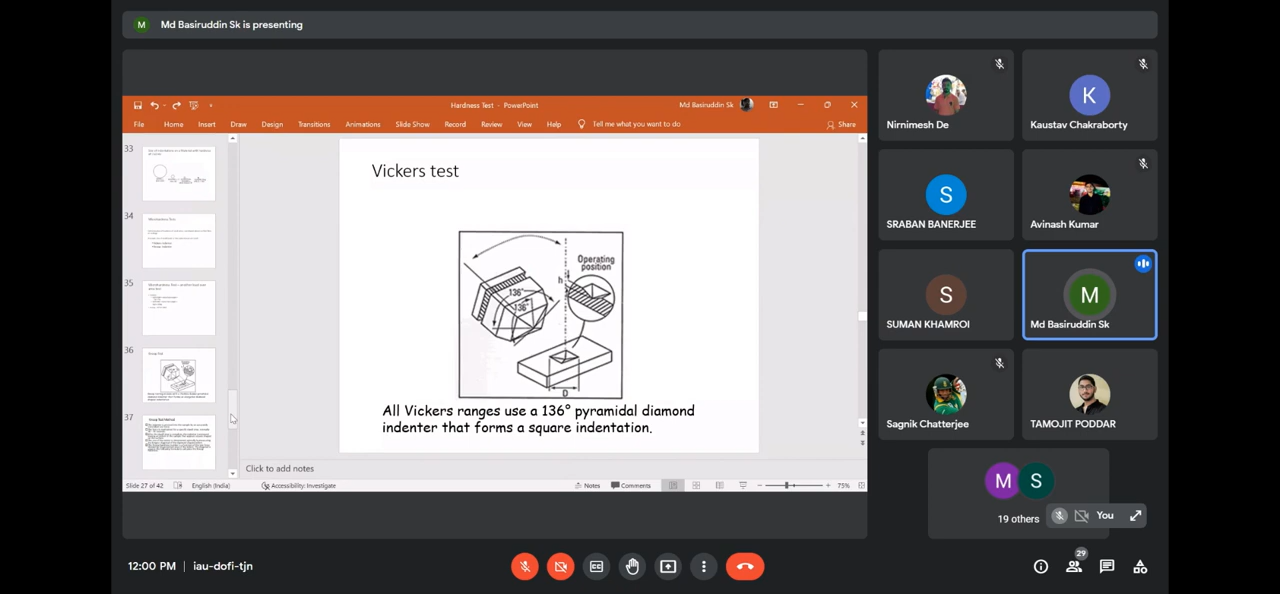 M
Md Basiruddin Sk is presenting
Hardness Test - PowerPoint
Md Basiruddin Sk
File
Home
Insert
Draw
Design
Transitions
Animations
Slide Show
Record
Review
View
Help
Tell me what you want to do
Share
33
34
35
36
37
Vickers test
Operating
position
h
136°
136°
D
All Vickers ranges use a 136° pyramidal diamond
indenter that forms a square indentation.
Click to add notes
Slide 27 of 42
English (India)
Accessibility: Investigate
Notes
Comments
75%
Nirnimesh De
K
Kaustav Chakraborty
S
SRABAN BANERJEE
Avinash Kumar
S
SUMAN KHAMROI
M
Md Basiruddin Sk
Sagnik Chatterjee
TAMOJIT PODDAR
M
S
19 others
You
12:00 PM | iau-dofi-tjn
29